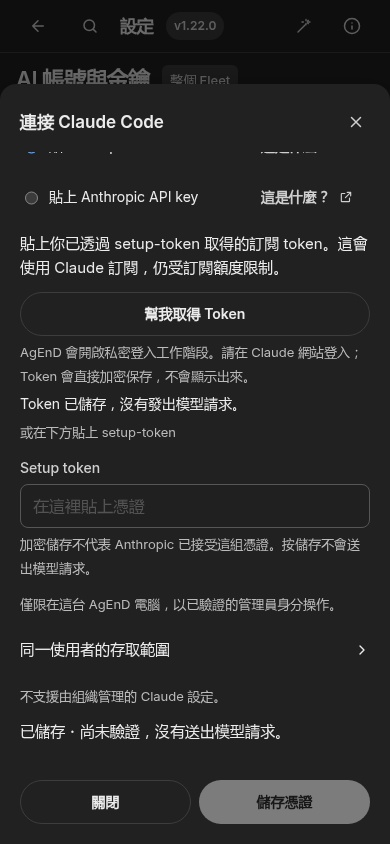 設定 v1.22.0
AI 帳號與金鑰 整個 Fleet
連接 Claude Code
貼上 Anthropic API key 這是什麼？
貼上你已透過 setup-token 取得的訂閱 token。這會
使用 Claude 訂閱，仍受訂閱額度限制。
幫我取得 Token
AgEnD 會開啟私密登入工作階段。請在 Claude 網站登入；
Token 會直接加密保存，不會顯示出來。
Token 已儲存，沒有發出模型請求。
或在下方貼上 setup-token
Setup token
在這裡貼上憑證
加密儲存不代表 Anthropic 已接受這組憑證。按儲存不會送
出模型請求。
僅限在這台 AgEnD 電腦，以已驗證的管理員身分操作。
同一使用者的存取範圍
不支援由組織管理的 Claude 設定。
已儲存・尚未驗證，沒有送出模型請求。
關閉 儲存憑證